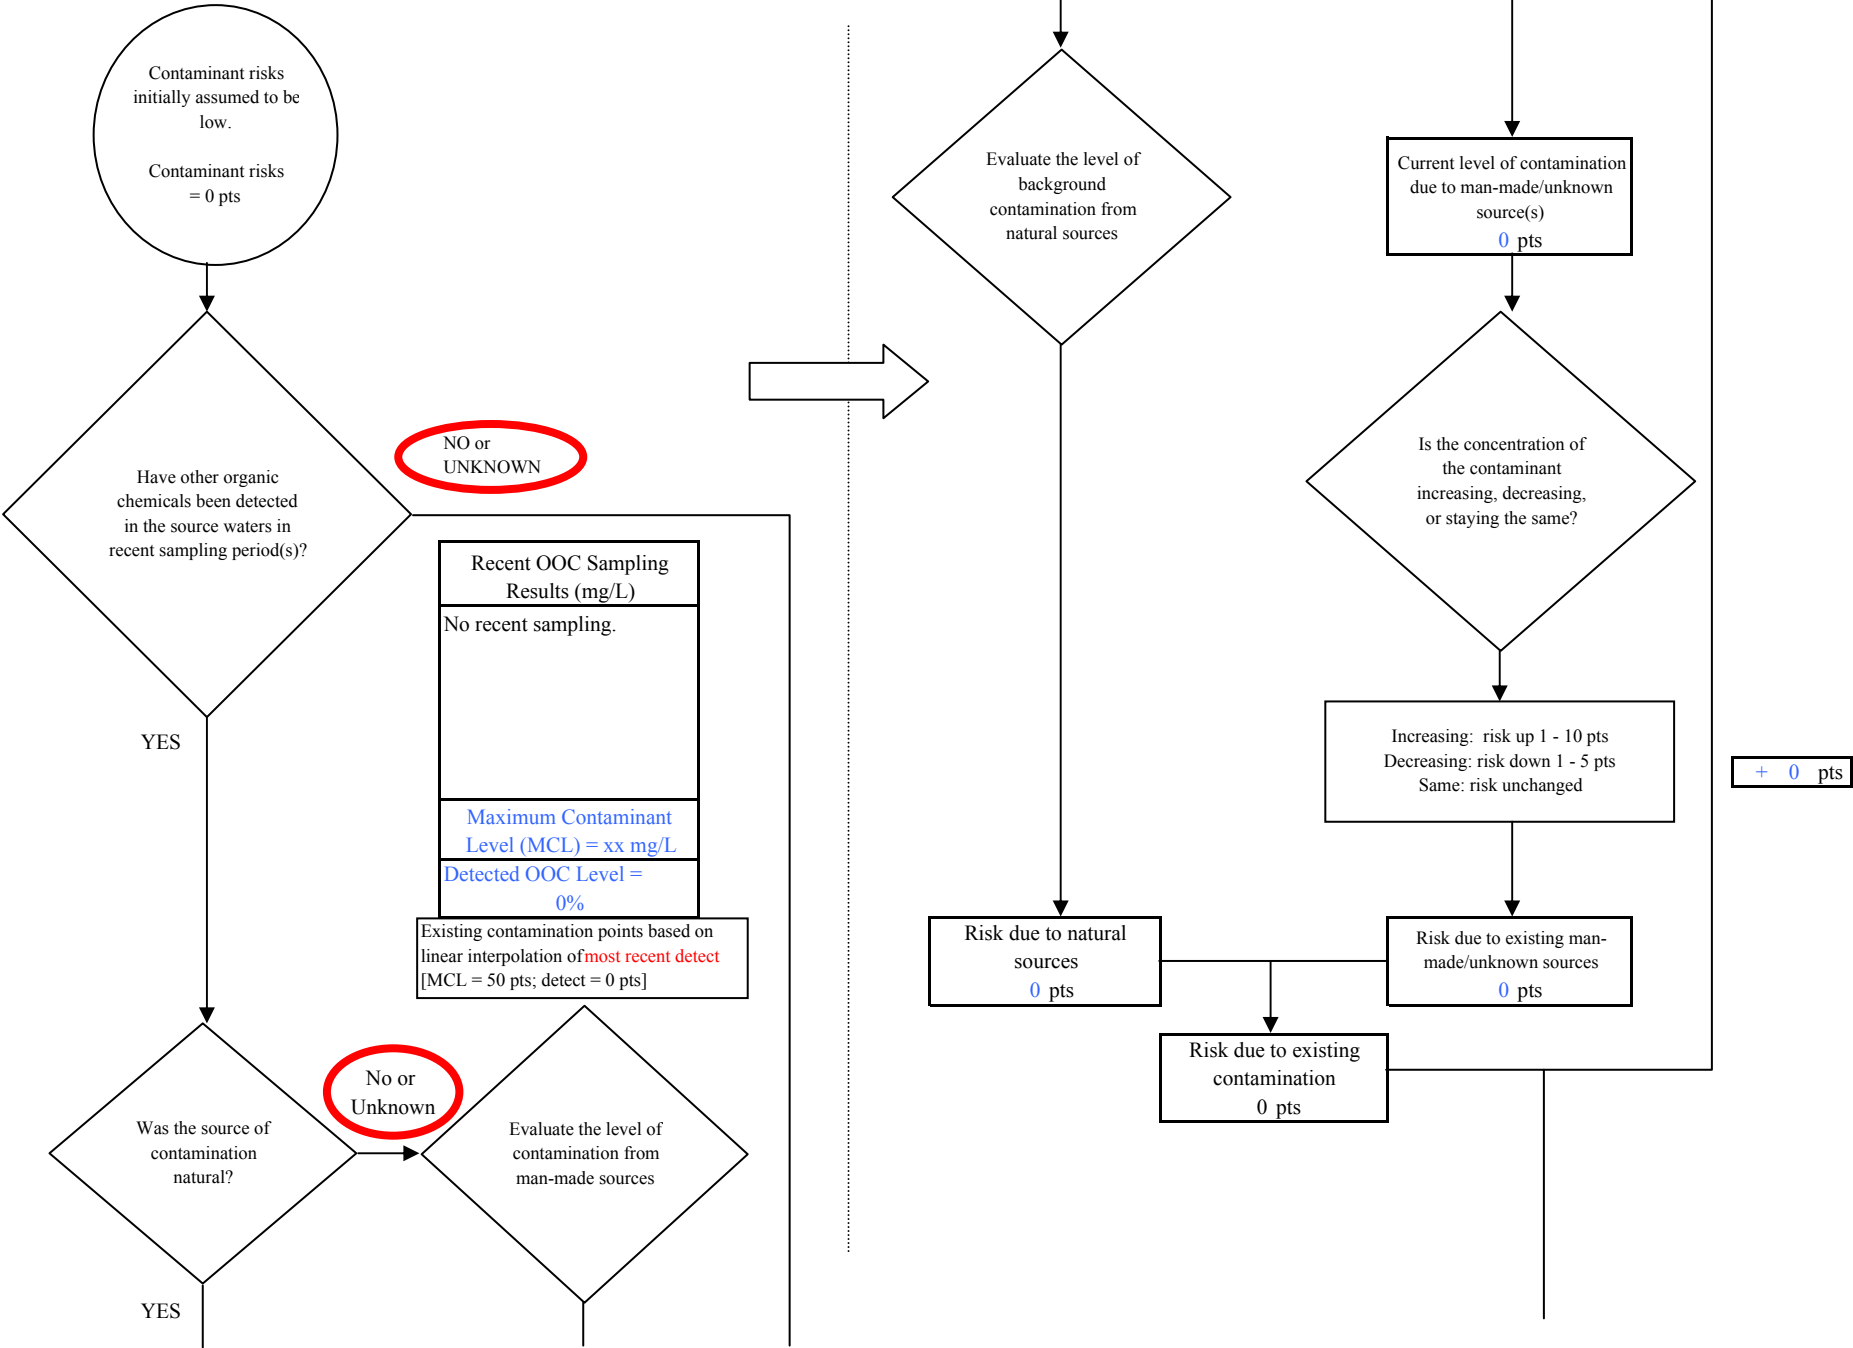 Contaminant risks
initially assumed to be
low.
Contaminant risks
= 0 pts
Have other organic
chemicals been detected
in the source waters in
recent sampling period(s)?
NO or
UNKNOWN
YES
Recent OOC Sampling
Results (mg/L)
No recent sampling.
Maximum Contaminant
Level (MCL) = xx mg/L
Detected OOC Level =
0%
Existing contamination points based on
linear interpolation of most recent detect
[MCL = 50 pts; detect = 0 pts]
Was the source of
contamination
natural?
No or
Unknown
Evaluate the level of
contamination from
man-made sources
YES
Evaluate the level of
background
contamination from
natural sources
Current level of contamination
due to man-made/unknown
source(s)
0 pts
Is the concentration of
the contaminant
increasing, decreasing,
or staying the same?
Increasing: risk up 1 - 10 pts
Decreasing: risk down 1 - 5 pts
Same: risk unchanged
+ 0 pts
Risk due to natural
sources
0 pts
Risk due to existing man-
made/unknown sources
0 pts
Risk due to existing
contamination
0 pts